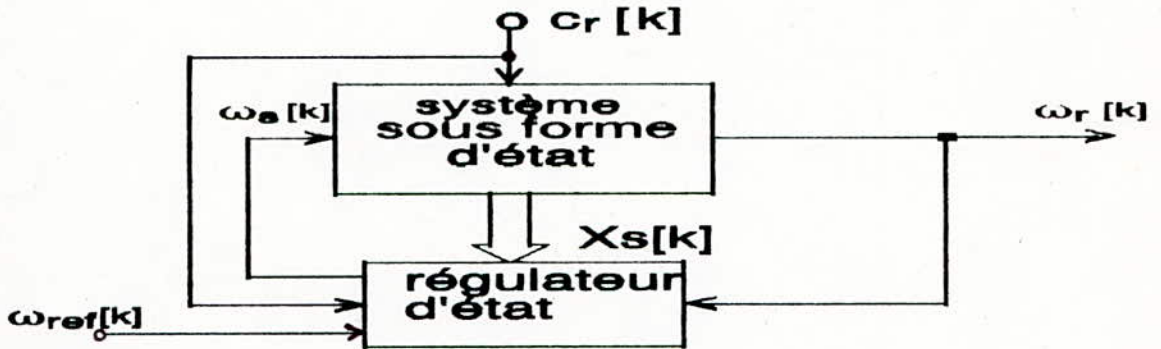 cr [k]
ωs [k]
système
sous forme
d'état
ωr [k]
Xs[k]
régulateur
d'état
ωref[k]